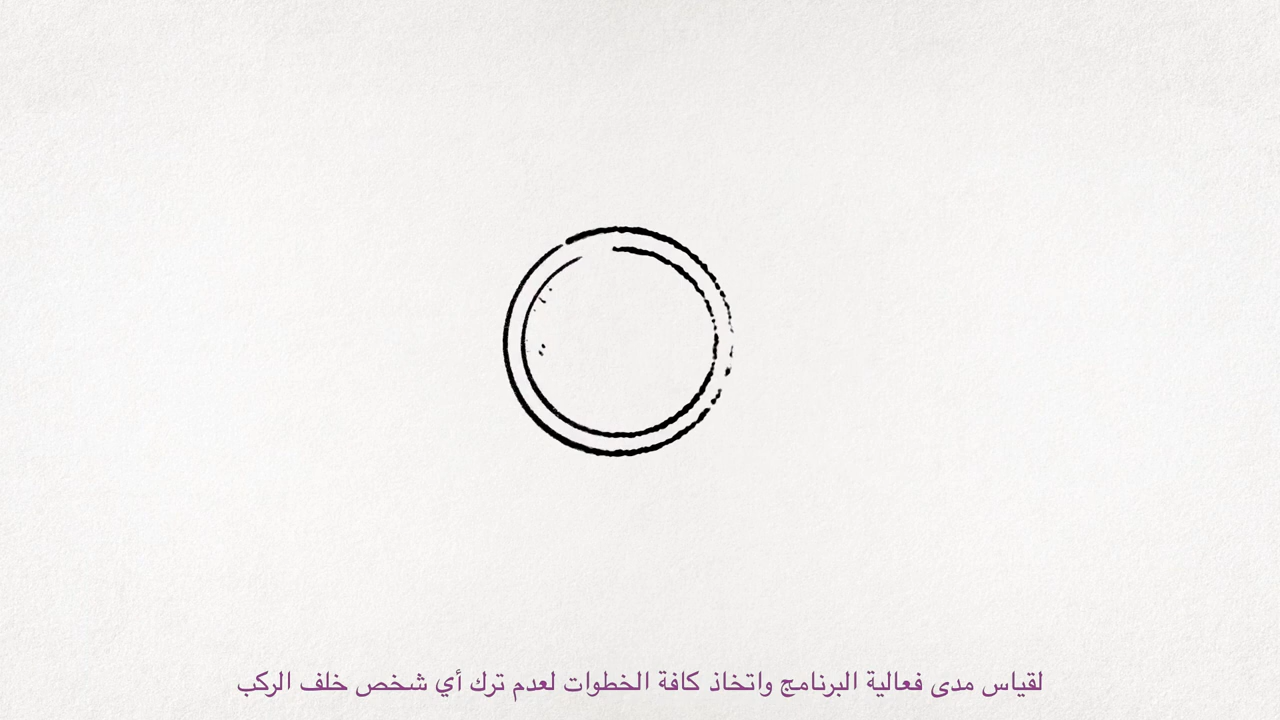 لقياس مدى فعالية البرنامج واتخاذ كافة الخطوات لعدم ترك أي شخص خلف الركب